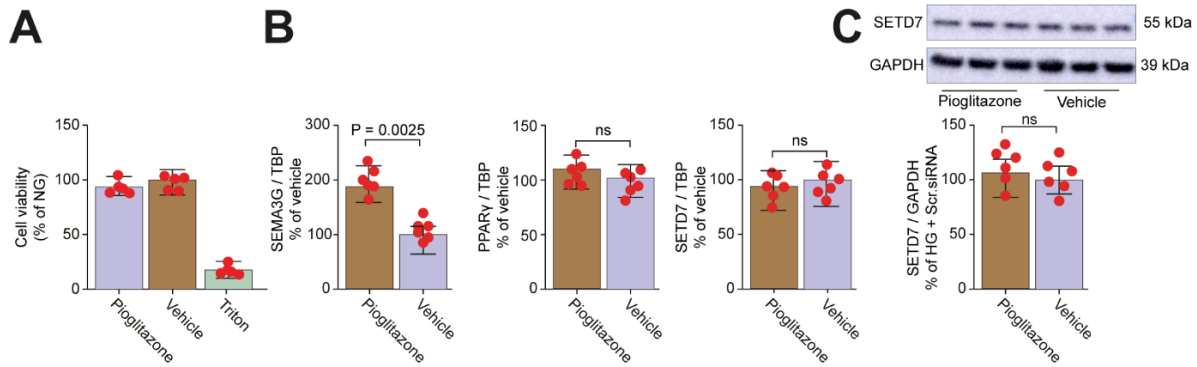 A
B
C
SETD7
55 kDa
GAPDH
39 kDa
Pioglitazone
Vehicle
Cell viability
(% of NG)
150
100
50
0
Pioglitazone
Vehicle
Triton
SEMA3G / TBP
% of vehicle
300
200
100
0
P = 0.0025
Pioglitazone
Vehicle
PPARγ / TBP
% of vehicle
150
100
50
0
ns
Pioglitazone
Vehicle
SETD7 / TBP
% of vehicle
150
100
50
0
ns
Pioglitazone
Vehicle
SETD7 / GAPDH
% of HG + Scr.siRNA
150
100
50
0
ns
Pioglitazone
Vehicle